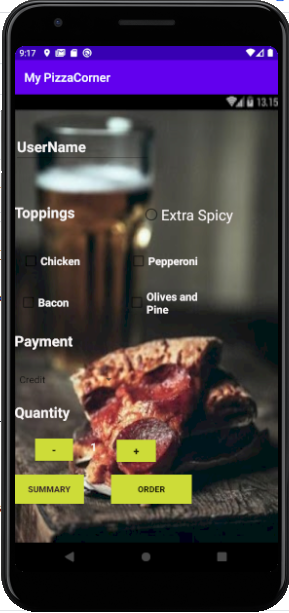 9:17
My PizzaCorner
13.15
UserName
Toppings Extra Spicy
Chicken Pepperoni
Bacon Olives and
Pine
Payment
Credit
Quantity
- 1 +
SUMMARY ORDER